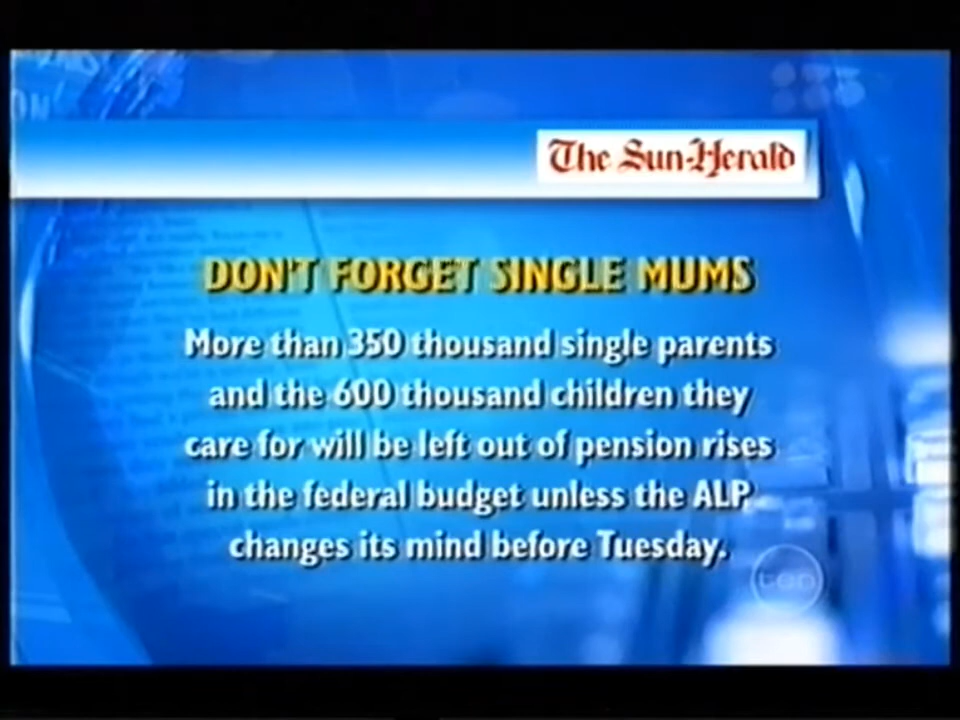 The Sun-Herald
DON'T FORGET SINGLE MUMS
More than 350 thousand single parents
and the 600 thousand children they
care for will be left out of pension rises
in the federal budget unless the ALP
changes its mind before Tuesday.
ten